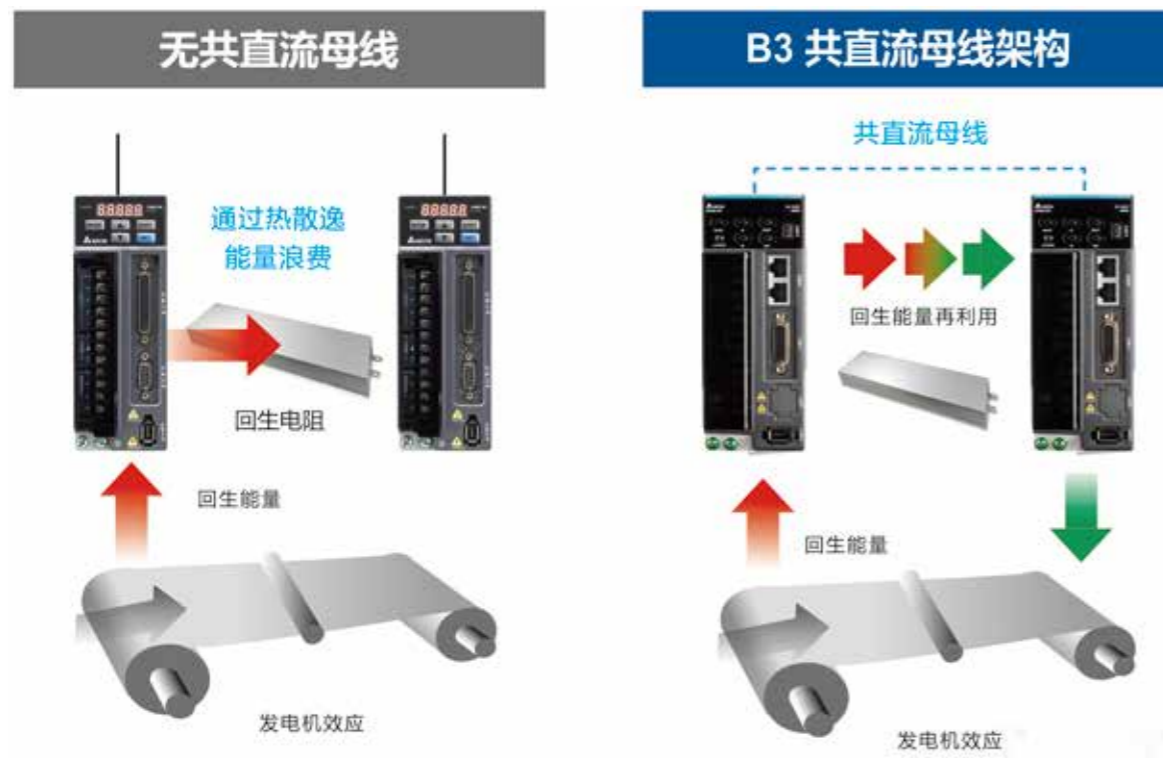 无共直流母线
B3 共直流母线架构
共直流母线
通过热散逸
能量浪费
回生能量再利用
回生电阻
回生能量
回生能量
发电机效应
发电机效应